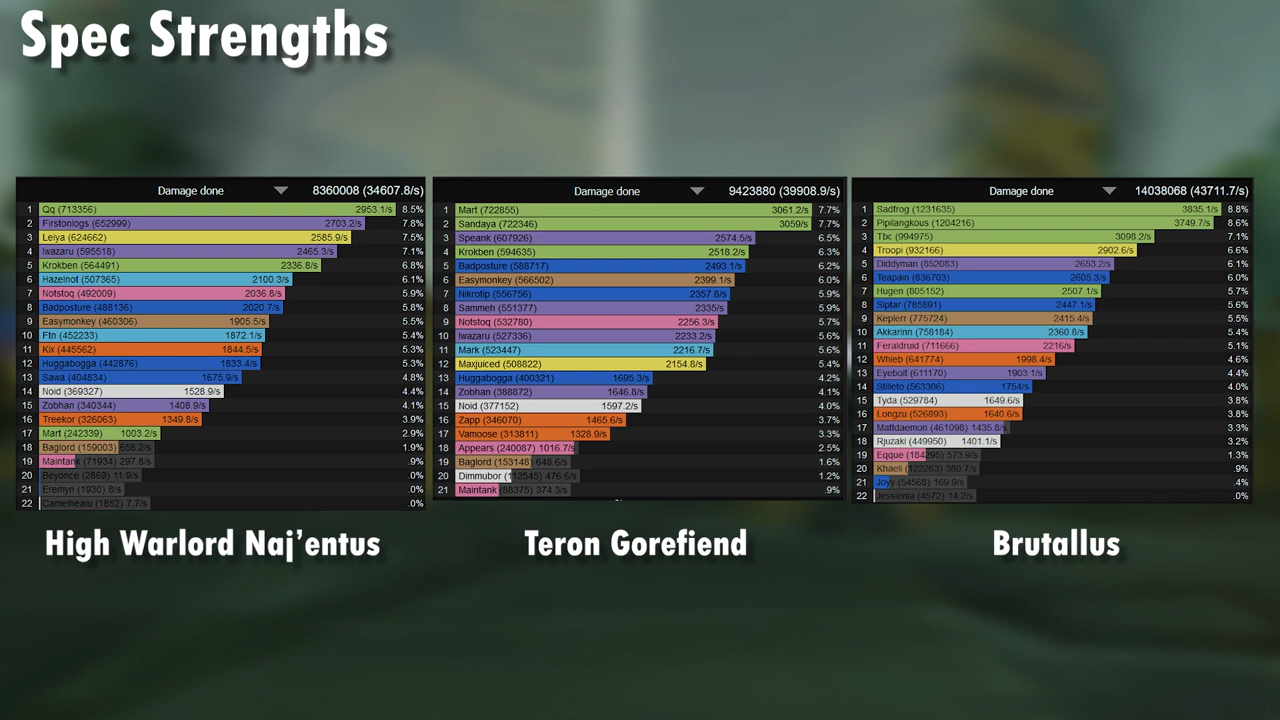 Spec Strengths
Damage done 8360008 (34607.8/s)
1 Qq (713356) 2953.1/s 8.5%
2 Firstonlogs (652999) 2703.2/s 7.8%
3 Leiya (624662) 2585.9/s 7.5%
4 Iwazaru (595518) 2465.3/s 7.1%
5 Krokben (564491) 2336.8/s 6.8%
6 Hazelnot (507365) 2100.3/s 6.1%
7 Notstoq (492009) 2036.8/s 5.9%
8 Badposture (488136) 2020.7/s 5.8%
9 Easymonkey (460306) 1905.5/s 5.5%
10 Ftn (452233) 1872.1/s 5.4%
11 Kix (445562) 1844.5/s 5.3%
12 Huggabogga (442876) 1833.4/s 5.3%
13 Sawa (404834) 1675.9/s 4.8%
14 Noid (369327) 1528.9/s 4.4%
15 Zobhan (340344) 1408.9/s 4.1%
16 Treekor (326063) 1349.8/s 3.9%
17 Mart (242339) 1003.2/s 2.9%
18 Baglord (159003) 658.2/s 1.9%
19 Maintank (71934) 297.8/s .9%
20 Beyonce (2869) 11.9/s .0%
21 Eremyn (1930) 8/s .0%
22 Camelhealu (1852) 7.7/s .0%
High Warlord Naj'entus
Damage done 9423880 (39908.9/s)
1 Mart (722855) 3061.2/s 7.7%
2 Sandaya (722346) 3059/s 7.7%
3 Speank (607926) 2574.5/s 6.5%
4 Krokben (594635) 2518.2/s 6.3%
5 Badposture (588717) 2493.1/s 6.2%
6 Easymonkey (566502) 2399.1/s 6.0%
7 Nikrotip (556756) 2357.8/s 5.9%
8 Sammeh (551377) 2335/s 5.9%
9 Notstoq (532780) 2256.3/s 5.7%
10 Iwazaru (527336) 2233.2/s 5.6%
11 Mark (523447) 2216.7/s 5.6%
12 Maxjuiced (508822) 2154.8/s 5.4%
13 Huggabogga (400321) 1695.3/s 4.2%
14 Zobhan (388872) 1646.8/s 4.1%
15 Noid (377152) 1597.2/s 4.0%
16 Zapp (346070) 1465.6/s 3.7%
17 Vamoose (313811) 1328.9/s 3.3%
18 Appears (240087) 1016.7/s 2.5%
19 Baglord (153148) 648.6/s 1.6%
20 Dimmubor (112545) 476.6/s 1.2%
21 Maintank (88375) 374.3/s .9%
Teron Gorefiend
Damage done 14038068 (43711.7/s)
1 Sadfrog (1231635) 3835.1/s 8.8%
2 Pipilangkous (1204216) 3749.7/s 8.6%
3 Tbc (994975) 3098.2/s 7.1%
4 Troopi (932166) 2902.6/s 6.6%
5 Diddyman (852083) 2653.2/s 6.1%
6 Teapain (836703) 2605.3/s 6.0%
7 Hugen (805152) 2507.1/s 5.7%
8 Siptar (785891) 2447.1/s 5.6%
9 Keplerr (775724) 2415.4/s 5.5%
10 Akkarinn (758184) 2360.8/s 5.4%
11 Feraldruid (711666) 2216/s 5.1%
12 Whieb (641774) 1998.4/s 4.6%
13 Eyebolt (611170) 1903.1/s 4.4%
14 Stilleto (563306) 1754/s 4.0%
15 Tyda (529784) 1649.6/s 3.8%
16 Longzu (526893) 1640.6/s 3.8%
17 Mattdaemon (461098) 1435.8/s 3.3%
18 Rjuzaki (449950) 1401.1/s 3.2%
19 Eqque (184295) 573.9/s 1.3%
20 Khaeli (122263) 380.7/s .9%
21 Joyy (54568) 169.9/s .4%
22 Jessienia (4572) 14.2/s .0%
Brutallus